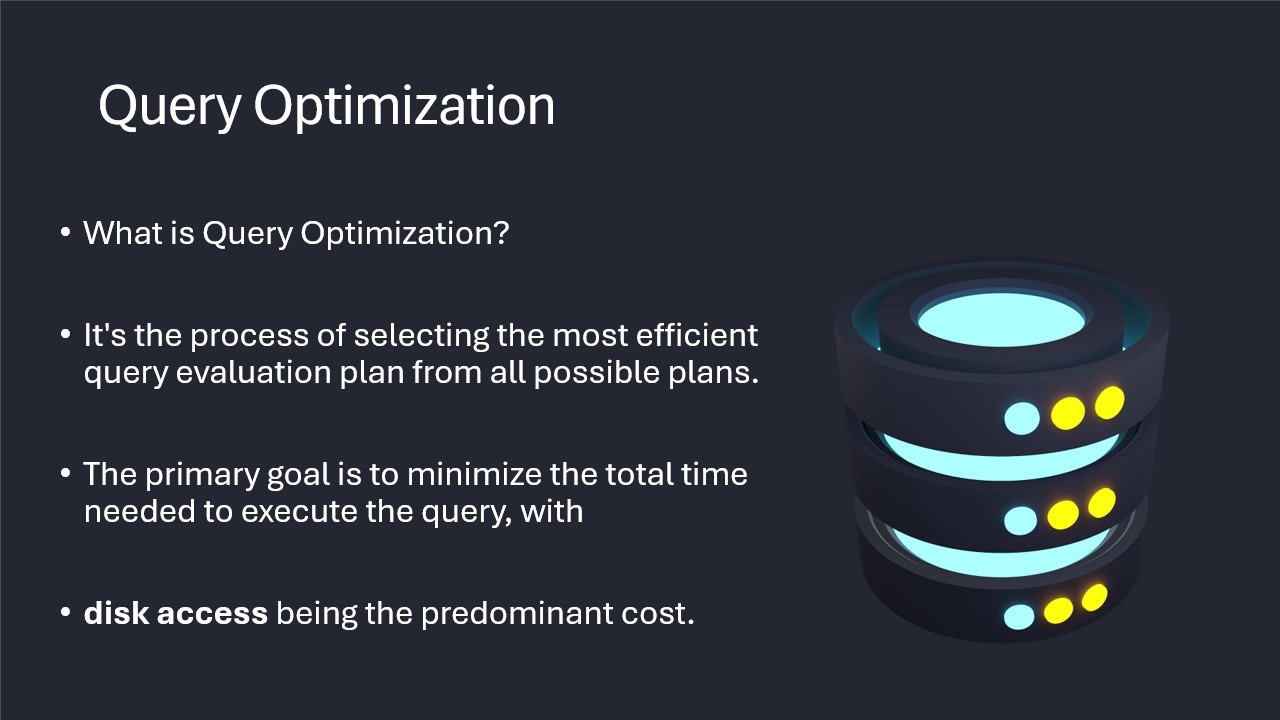 Query Optimization
• What is Query Optimization?
• It's the process of selecting the most efficient
query evaluation plan from all possible plans.
• The primary goal is to minimize the total time
needed to execute the query, with
• disk access being the predominant cost.